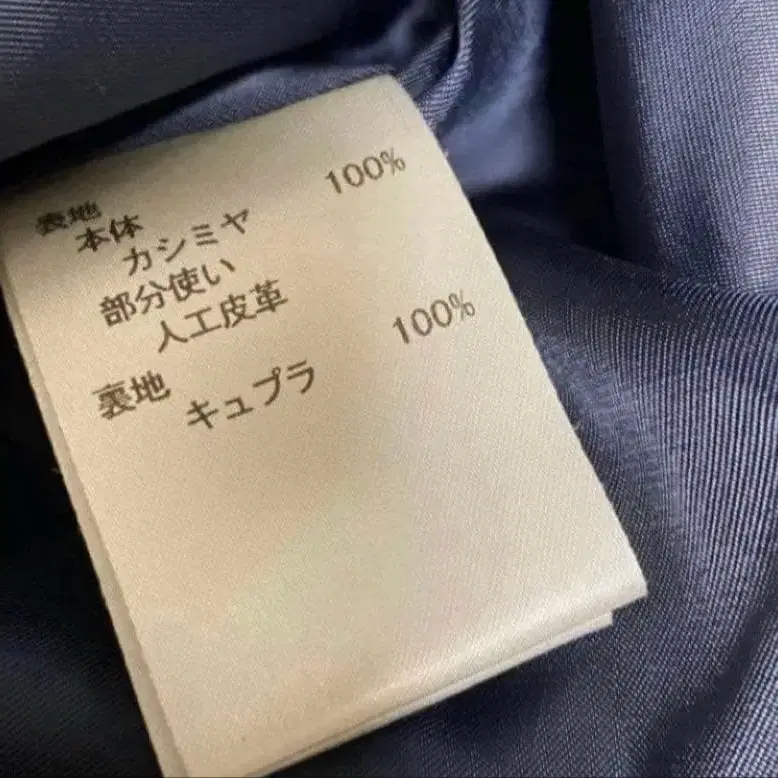 表地
本体
カシミヤ 100%
部分使い
人工皮革
裏地
キュプラ 100%